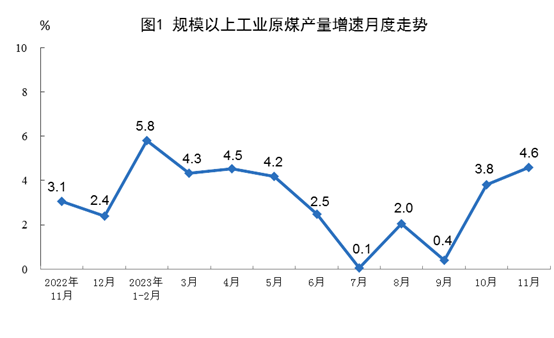 图1 规模以上工业原煤产量增速月度走势
%
10
8
6
4
2
0
3.1
2.4
5.8
4.3
4.5
4.2
2.5
0.1
2.0
0.4
3.8
4.6
2022年
11月
12月
2023年
1-2月
3月
4月
5月
6月
7月
8月
9月
10月
11月